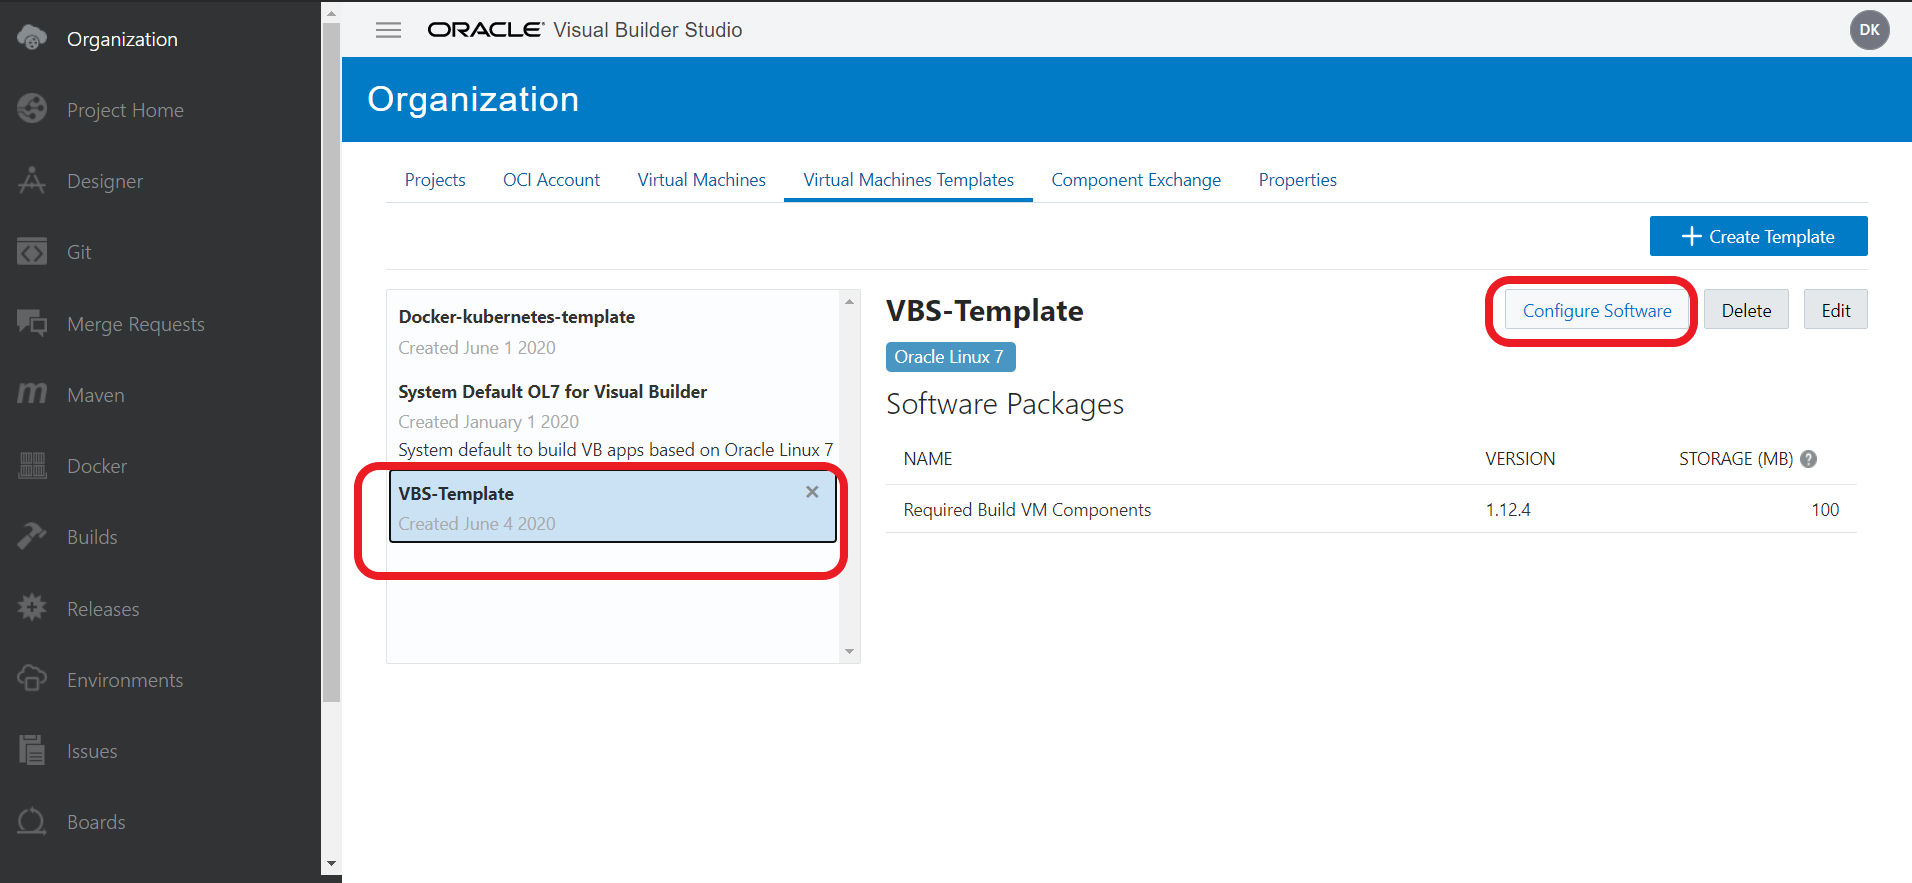 Organization
Project Home
Designer
Git
Merge Requests
Maven
Docker
Builds
Releases
Environments
Issues
Boards
ORACLE Visual Builder Studio
DK
Organization
Projects
OCI Account
Virtual Machines
Virtual Machines Templates
Component Exchange
Properties
+ Create Template
Docker-kubernetes-template
Created June 1 2020
System Default OL7 for Visual Builder
Created January 1 2020
System default to build VB apps based on Oracle Linux 7
VBS-Template
Created June 4 2020
VBS-Template
Configure Software
Delete
Edit
Oracle Linux 7
Software Packages
NAME VERSION STORAGE (MB) ?
Required Build VM Components 1.12.4 100